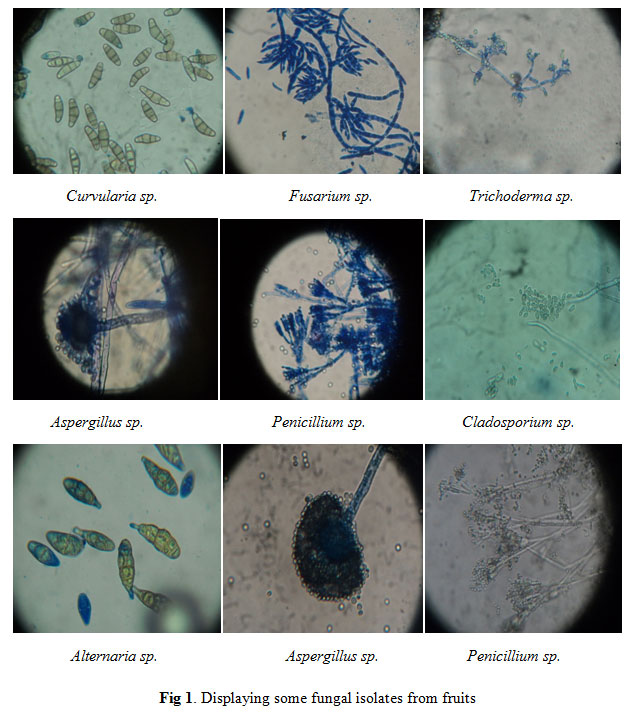 Curvularia sp. Fusarium sp. Trichoderma sp.
Aspergillus sp. Penicillium sp. Cladosporium sp.
Alternaria sp. Aspergillus sp. Penicillium sp.
Fig 1. Displaying some fungal isolates from fruits